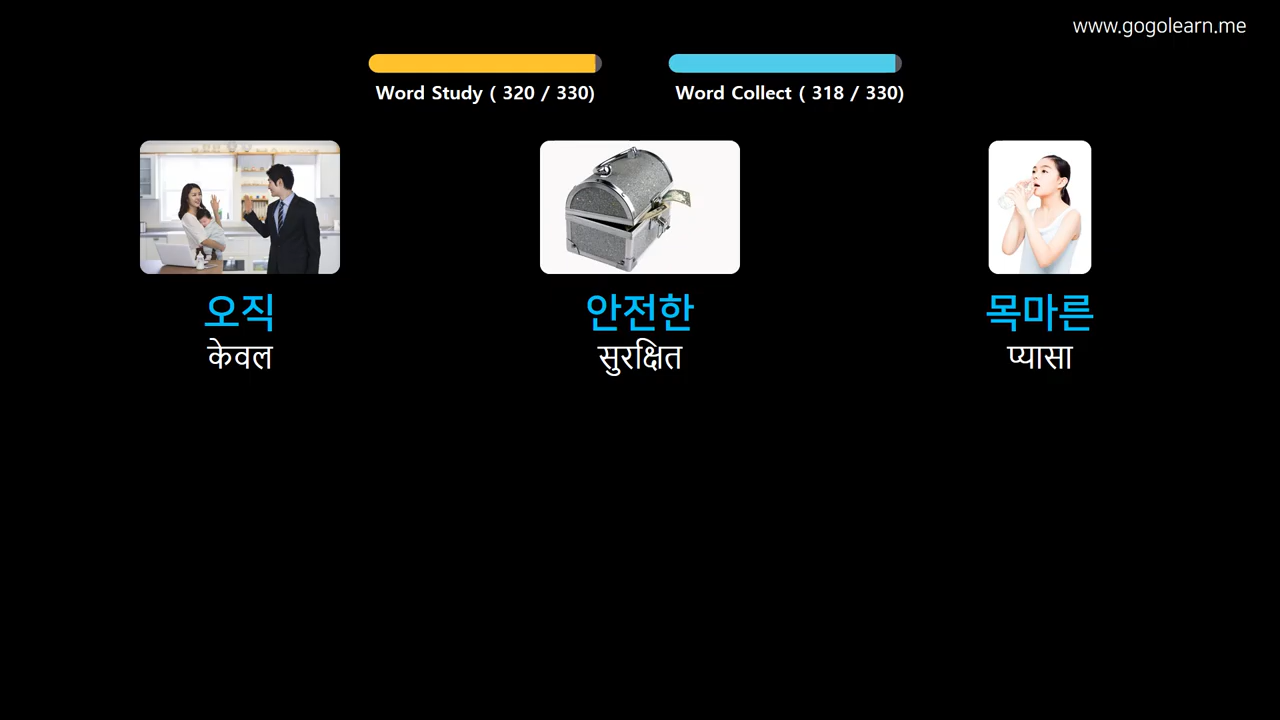 www.gogolearn.me
Word Study ( 320 / 330)
Word Collect ( 318 / 330)
오직
안전한
목마른
केवल
सुरक्षित
प्यासा